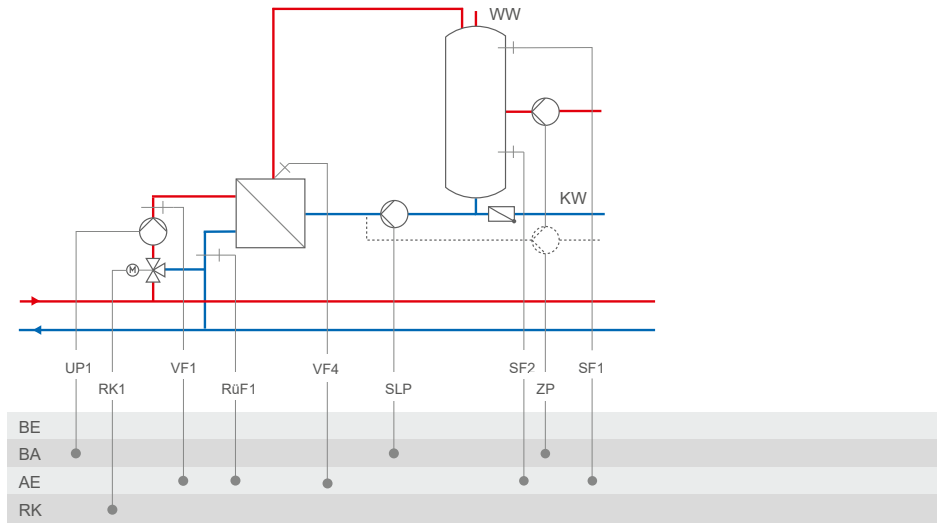 WW
KW
M
UP1 VF1 VF4 SF2 SF1
RK1 RüF1 SLP ZP
BE
BA
AE
RK